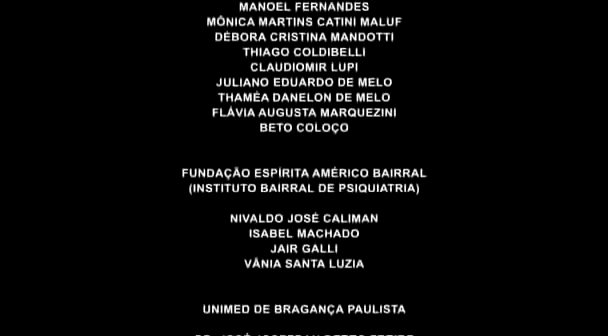 MANOEL FERNANDES
MÔNICA MARTINS CATINI MALUF
DÉBORA CRISTINA MANDOTTI
THIAGO COLDIBELLI
CLAUDIOMIR LUPI
JULIANO EDUARDO DE MELO
THAMÉA DANELON DE MELO
FLÁVIA AUGUSTA MARQUEZINI
BETO COLOÇO
FUNDAÇÃO ESPÍRITA AMÉRICO BAIRRAL
(INSTITUTO BAIRRAL DE PSIQUIATRIA)
NIVALDO JOSÉ CALIMAN
ISABEL MACHADO
JAIR GALLI
VÂNIA SANTA LUZIA
UNIMED DE BRAGANÇA PAULISTA